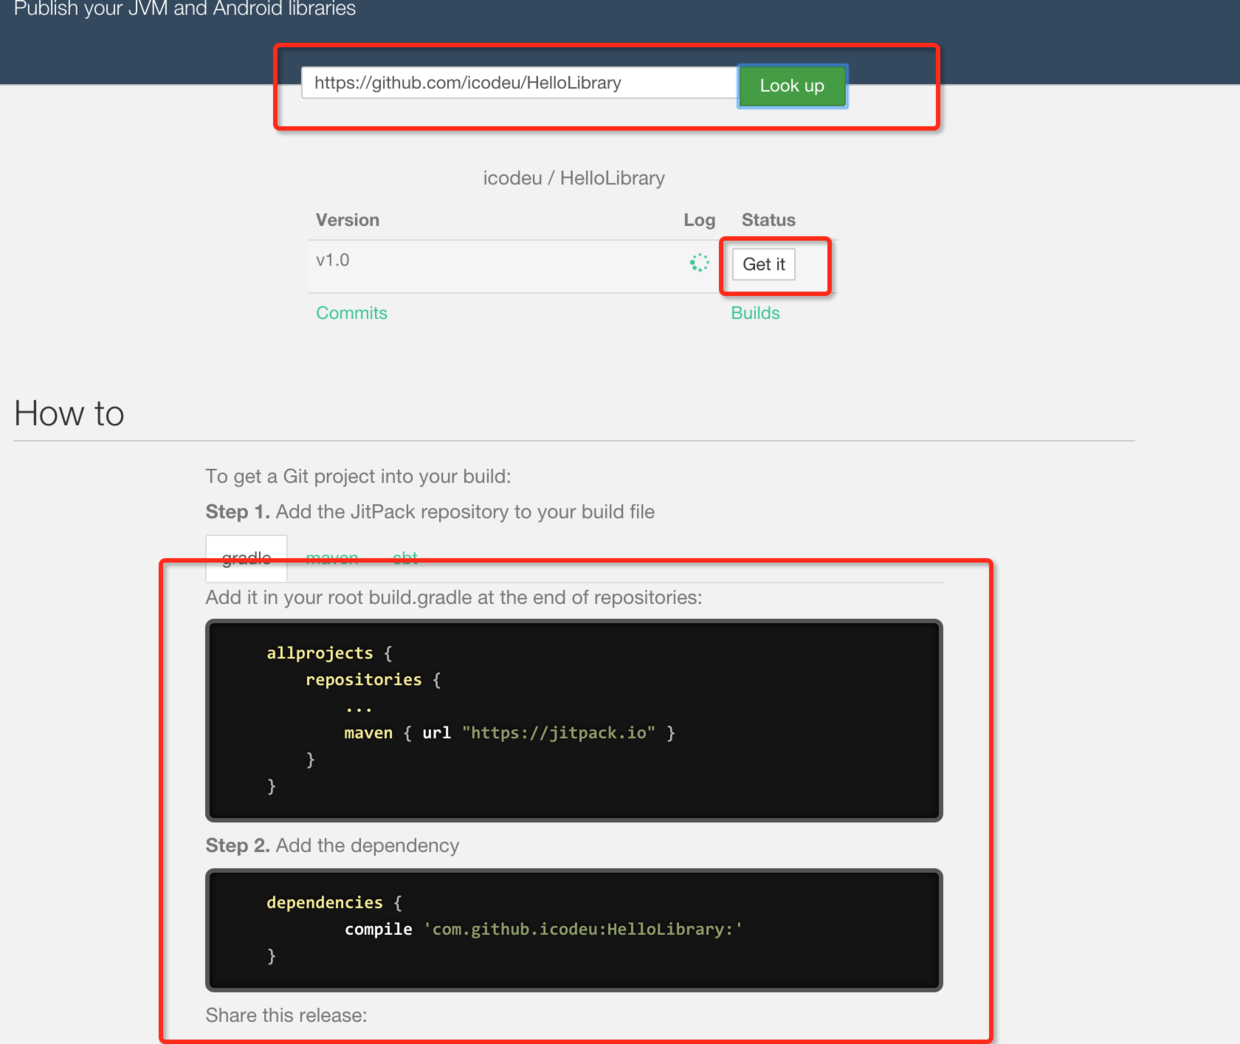 Publish your JVM and Android libraries
https://github.com/icodeu/HelloLibrary Look up
icodeu / HelloLibrary
Version Log Status
v1.0 Get it
Commits Builds
How to
To get a Git project into your build:
Step 1. Add the JitPack repository to your build file
gradle maven sbt
Add it in your root build.gradle at the end of repositories:
allprojects {
repositories {
...
maven { url "https://jitpack.io" }
}
}
Step 2. Add the dependency
dependencies {
compile 'com.github.icodeu:HelloLibrary:'
}
Share this release: